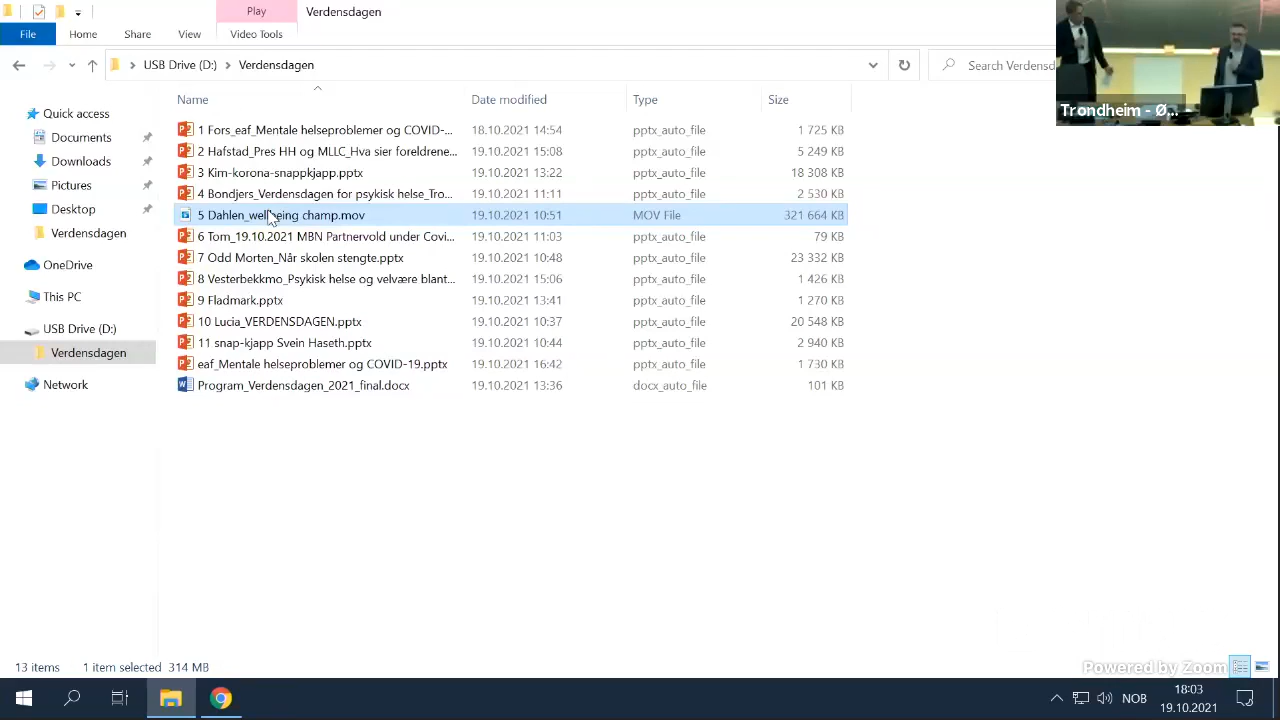 Play
Verdensdagen
File
Home
Share
View
Video Tools
USB Drive (D:)
Verdensdagen
Search Verdensd
Trondheim - Ø...
Name
Date modified
Type
Size
Quick access
Documents
Downloads
Pictures
Desktop
Verdensdagen
OneDrive
This PC
USB Drive (D:)
Verdensdagen
Network
1 Fors_eaf_Mentale helseproblemer og COVID-... 18.10.2021 14:54 pptx_auto_file 1 725 KB
2 Hafstad_Pres HH og MLLC_Hva sier foreldrene... 19.10.2021 15:08 pptx_auto_file 5 249 KB
3 Kim-korona-snappkjapp.pptx 19.10.2021 13:22 pptx_auto_file 18 308 KB
4 Bondjers_Verdensdagen for psykisk helse_Tro... 19.10.2021 11:11 pptx_auto_file 2 530 KB
5 Dahlen_wellbeing champ.mov 19.10.2021 10:51 MOV File 321 664 KB
6 Tom_19.10.2021 MBN Partnervold under Covi... 19.10.2021 11:03 pptx_auto_file 79 KB
7 Odd Morten_Når skolen stengte.pptx 19.10.2021 10:48 pptx_auto_file 23 332 KB
8 Vesterbekkmo_Psykisk helse og velvære blant... 19.10.2021 15:06 pptx_auto_file 1 426 KB
9 Fladmark.pptx 19.10.2021 13:41 pptx_auto_file 1 270 KB
10 Lucia_VERDENSDAGEN.pptx 19.10.2021 10:37 pptx_auto_file 20 548 KB
11 snap-kjapp Svein Haseth.pptx 19.10.2021 10:44 pptx_auto_file 2 940 KB
eaf_Mentale helseproblemer og COVID-19.pptx 19.10.2021 16:42 pptx_auto_file 1 730 KB
Program_Verdensdagen_2021_final.docx 19.10.2021 13:36 docx_auto_file 101 KB
13 items 1 item selected 314 MB
Powered by Zoom
NOB
18:03
19.10.2021